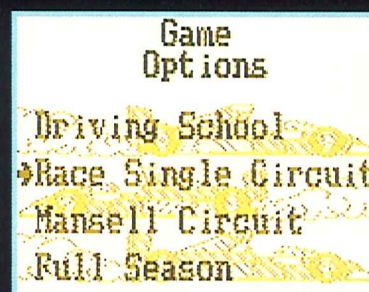 Game
Options
Driving School
Race Single Circuit
Mansell Circuit
Full Season